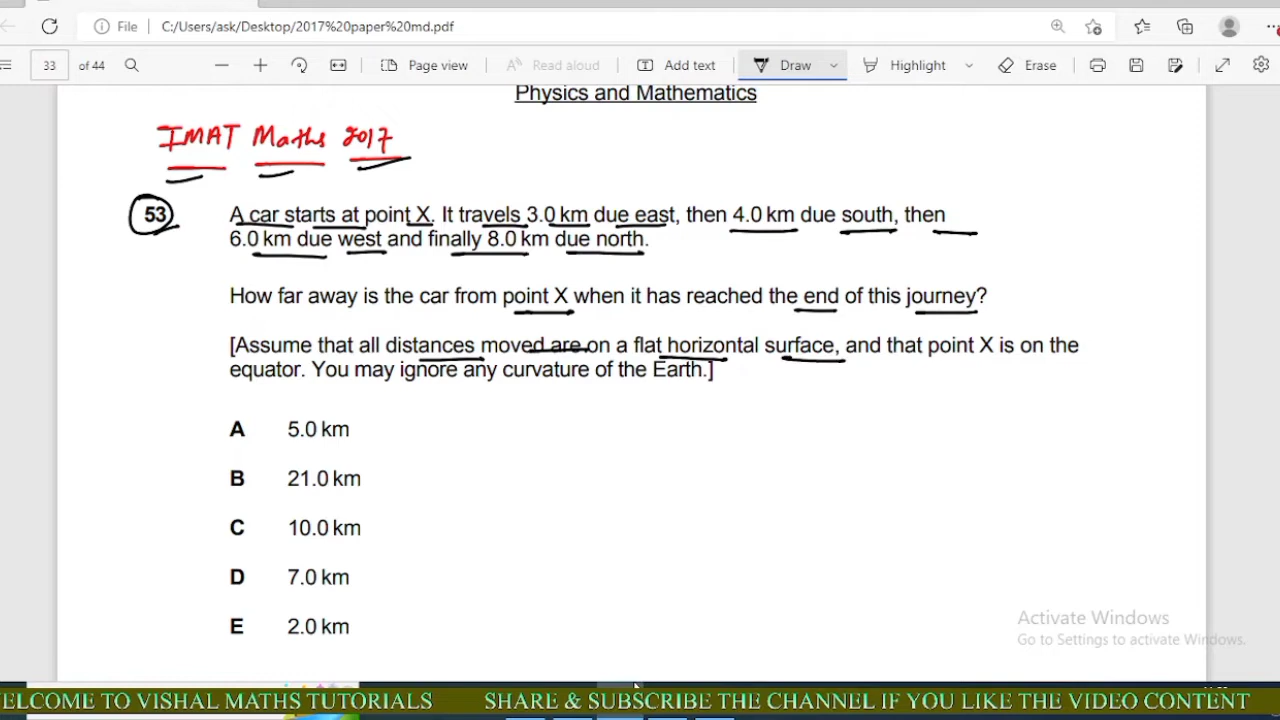 File C:/Users/ask/Desktop/2017%20paper%20md.pdf
33 of 44 Page view Read aloud Add text Draw Highlight Erase
Physics and Mathematics
IMAT Maths 2017
53 A car starts at point X. It travels 3.0 km due east, then 4.0 km due south, then
6.0 km due west and finally 8.0 km due north.
How far away is the car from point X when it has reached the end of this journey?
[Assume that all distances moved are on a flat horizontal surface, and that point X is on the
equator. You may ignore any curvature of the Earth.]
A 5.0 km
B 21.0 km
C 10.0 km
D 7.0 km
E 2.0 km
Activate Windows
Go to Settings to activate Windows.
ELCOME TO VISHAL MATHS TUTORIALS SHARE & SUBSCRIBE THE CHANNEL IF YOU LIKE THE VIDEO CONTENT